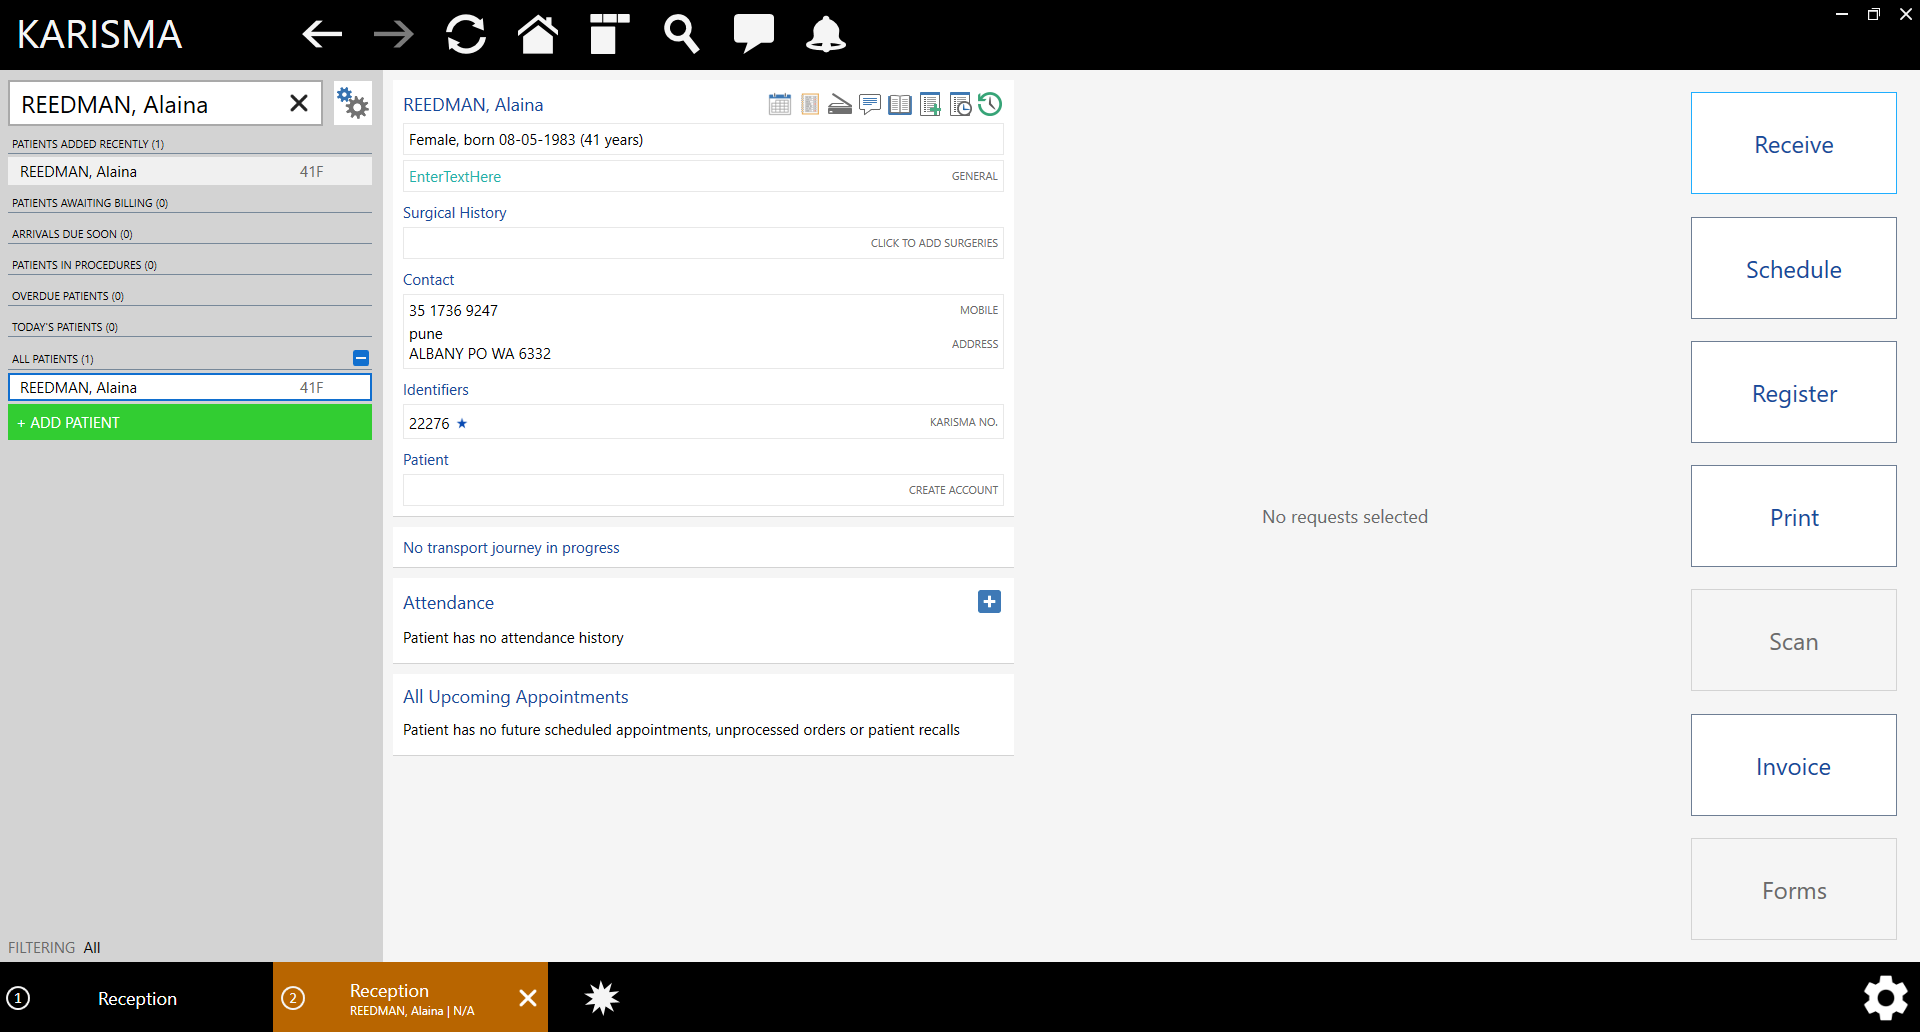 KARISMA
REEDMAN, Alaina
PATIENTS ADDED RECENTLY (1)
REEDMAN, Alaina 41F
PATIENTS AWAITING BILLING (0)
ARRIVALS DUE SOON (0)
PATIENTS IN PROCEDURES (0)
OVERDUE PATIENTS (0)
TODAY'S PATIENTS (0)
ALL PATIENTS (1)
REEDMAN, Alaina 41F
+ ADD PATIENT
FILTERING All
REEDMAN, Alaina
Female, born 08-05-1983 (41 years)
EnterTextHere GENERAL
Surgical History
CLICK TO ADD SURGERIES
Contact
35 1736 9247 MOBILE
pune
ALBANY PO WA 6332 ADDRESS
Identifiers
22276 ★ KARISMA NO.
Patient
CREATE ACCOUNT
No transport journey in progress
Attendance
Patient has no attendance history
All Upcoming Appointments
Patient has no future scheduled appointments, unprocessed orders or patient recalls
No requests selected
Receive
Schedule
Register
Print
Scan
Invoice
Forms
1 Reception
2 Reception
REEDMAN, Alaina | N/A